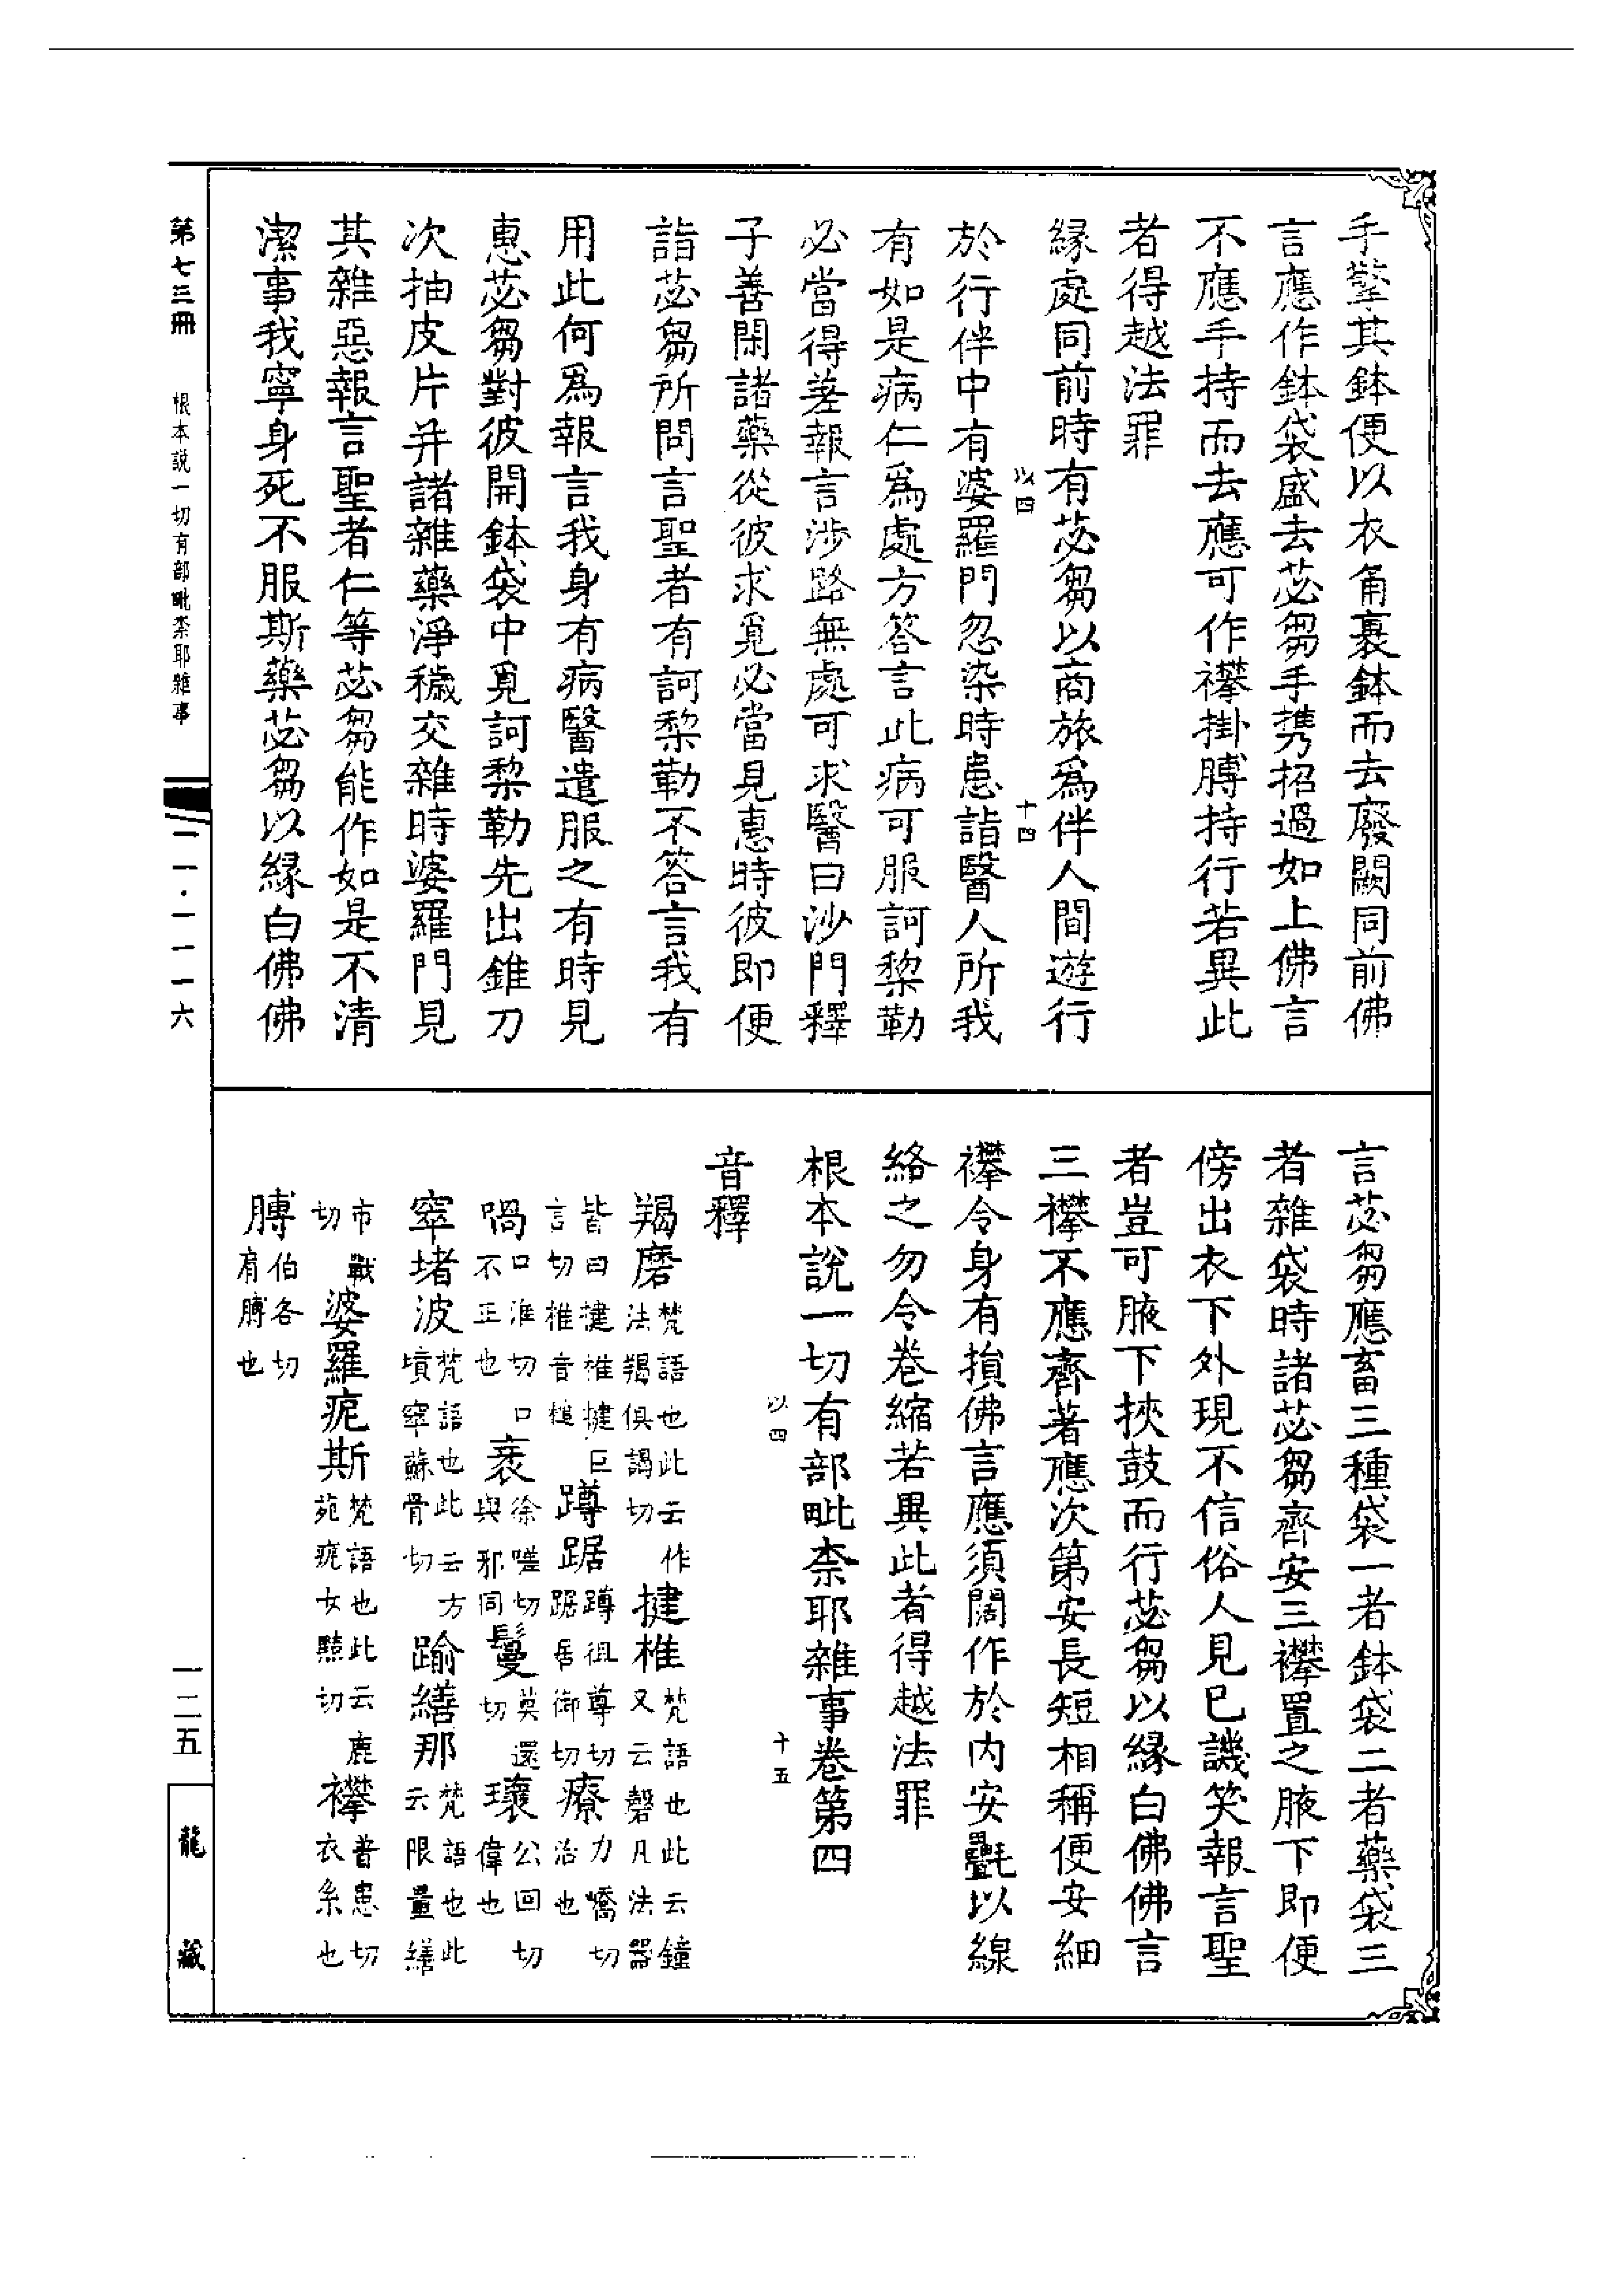 手擎其鉢便以衣角裹鉢而去廢闕同前佛
言應作鉢袋盛去苾芻手携招過如上佛言
不應手持而去應可作襻掛膊持行若異此
者得越法罪
緣處同前時有苾芻以商旅爲伴人間遊行
以四
十四
於行伴中有婆羅門忽染時患詣醫人所我
有如是病仁爲處方答言此病可服訶棃勒
必當得差報言涉路無處可求醫曰沙門釋
子善閑諸藥從彼求覓必當見惠時彼即便
詣苾芻所問言聖者有訶棃勒不答言我有
用此何爲報言我身有病醫遣服之有時見
惠苾芻對彼開鉢袋中覓訶棃勒先出錐刀
次抽皮片并諸雜藥淨穢交雜時婆羅門見
其雜惡報言聖者仁等苾芻能作如是不清
潔事我寧身死不服斯藥苾芻以緣白佛佛
言苾芻應畜三種袋一者鉢袋二者藥袋三
者雜袋時諸苾芻齊安三襻置之腋下即便
傍出衣下外現不信俗人見已譏笑報言聖
者豈可腋下挾鼓而行苾芻以緣白佛佛言
三襻不應齊著應次第安長短相稱便安細
襻令身有損佛言應須闊作於內安氎以線
絡之勿令卷縮若異此者得越法罪
根本說一切有部毗柰耶雜事卷第四
以四
十五
音釋
羯磨梵語也此云作法羯俱謁切 揵椎梵語也此云鐘又云磬凡法器
皆曰揵椎揵巨言切椎音槌 蹲踞蹲徂尊切踞居御切 療力嶠切治也
喎口淮切口不正也 衺徐嗟切與邪同 鬘莫還切 瓌公回切偉也
窣堵波梵語也此云方墳窣蘇骨切 踰繕那梵語也此云限量繕
市戰切 婆羅痆斯梵語也此云鹿苑痆女黠切 襻普患切衣系也
膊伯各切肩膊也
第七三冊
根本說一切有部毗柰耶雜事
一一·一一一六
一二五
龍藏